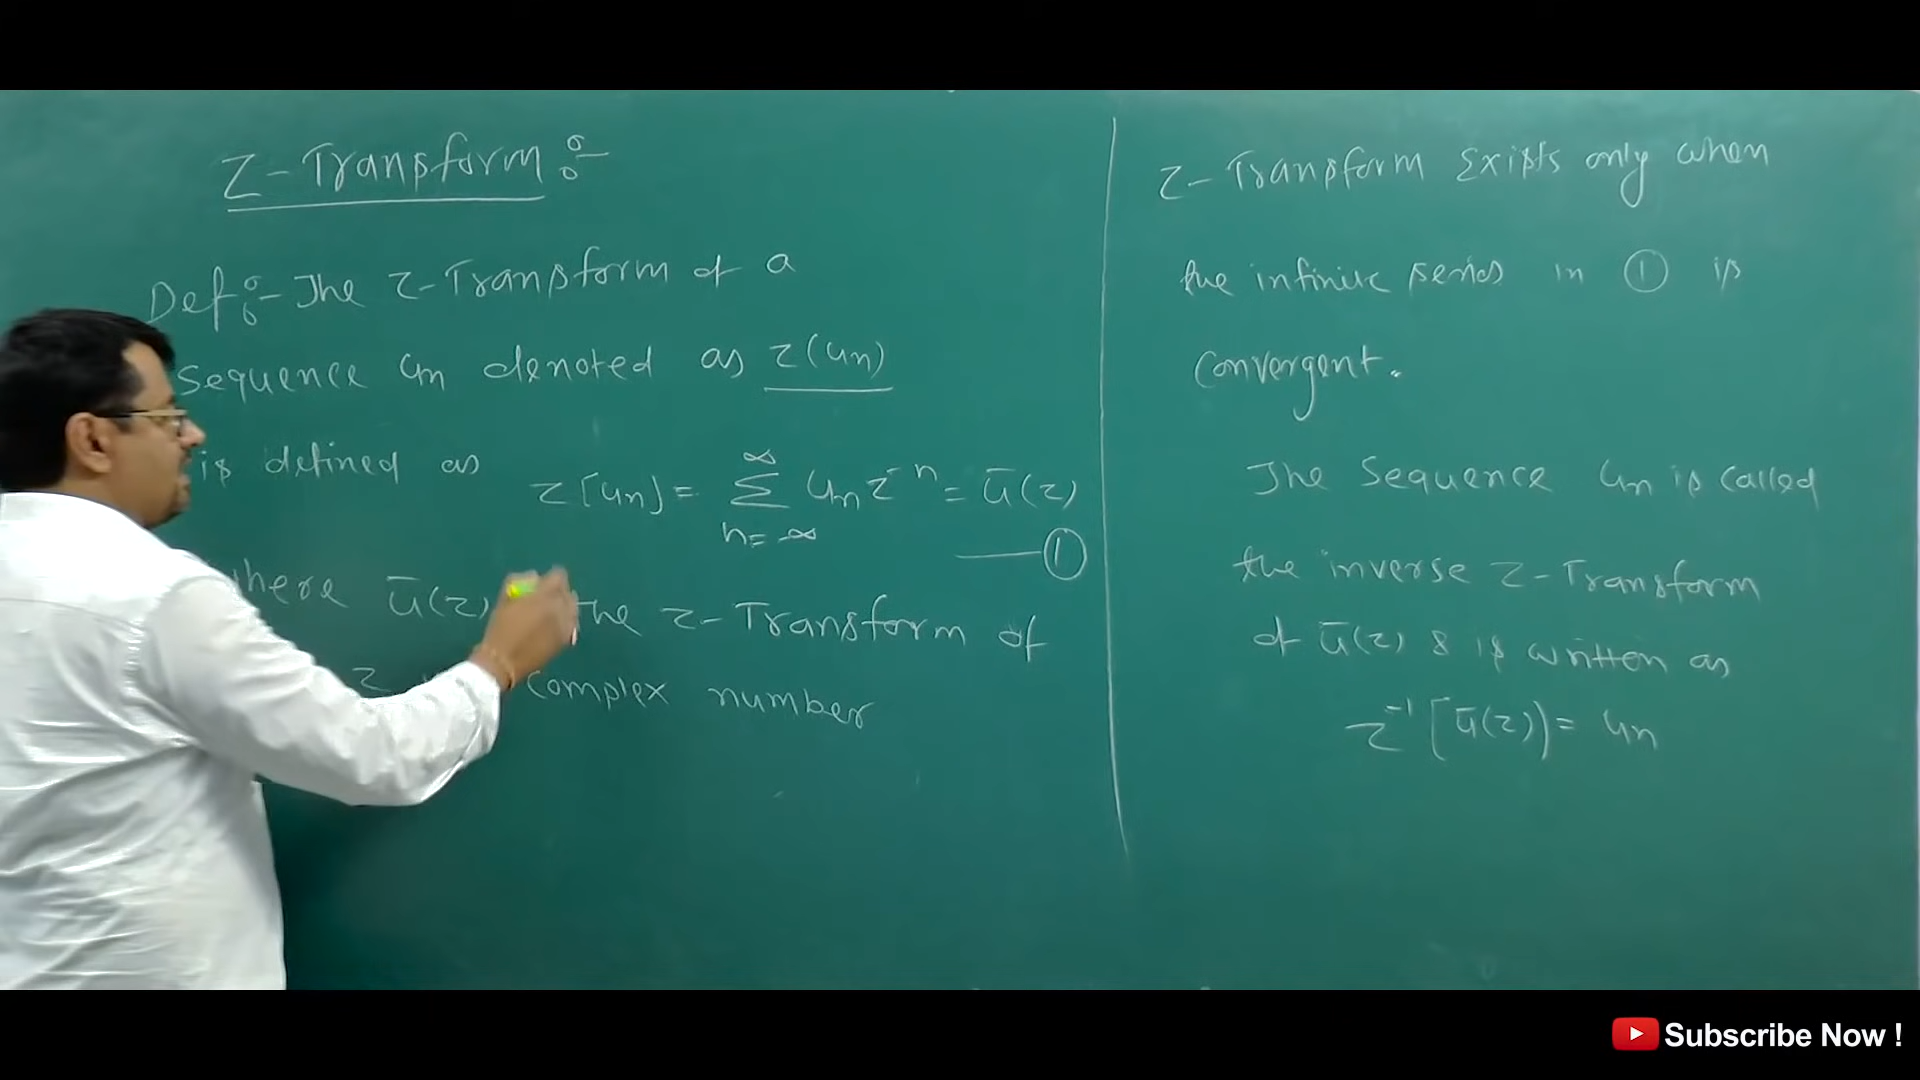 Z-Transform :-
Def :- The Z-Transform of a
Sequence un denoted as Z(un)
is defined as Z[un] = ∞ Σ n=-∞ un z^-n = ū(z)
—— ①
here ū(z) the Z-Transform of
z complex number
Z-Transform Exists only when
the infinite series in ① is
Convergent.
The Sequence un is called
the inverse Z-Transform
of ū(z) & is written as
Z^-1 [ū(z)] = un
Subscribe Now !